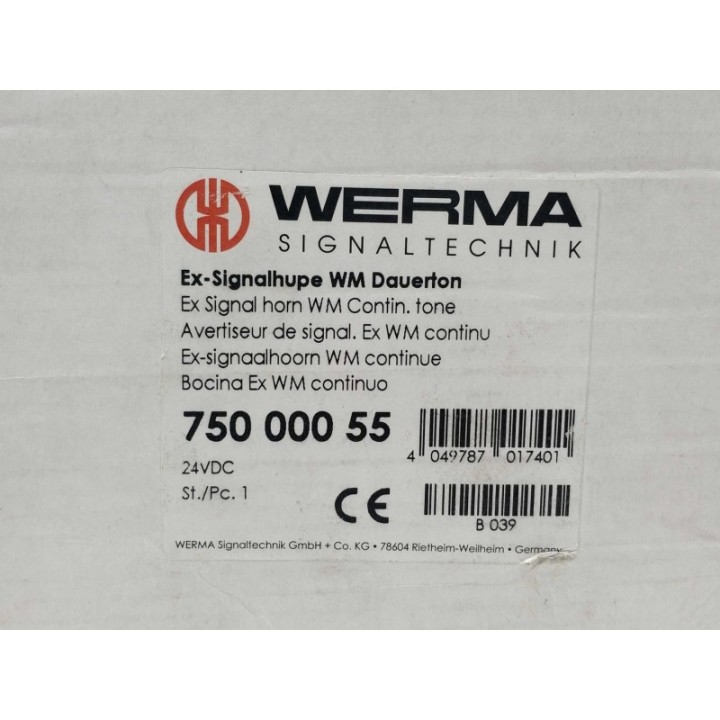 WERMA
SIGNALTECHNIK
Ex-Signalhupe WM Dauerton
Ex Signal horn WM Contin. tone
Avertiseur de signal. Ex WM continu
Ex-signaalhoorn WM continue
Bocina Ex WM continuo
750 000 55
4 049787 017401
24VDC
St./Pc. 1
CE
B 039
WERMA Signaltechnik GmbH + Co. KG • 78604 Rietheim-Weilheim • Germany